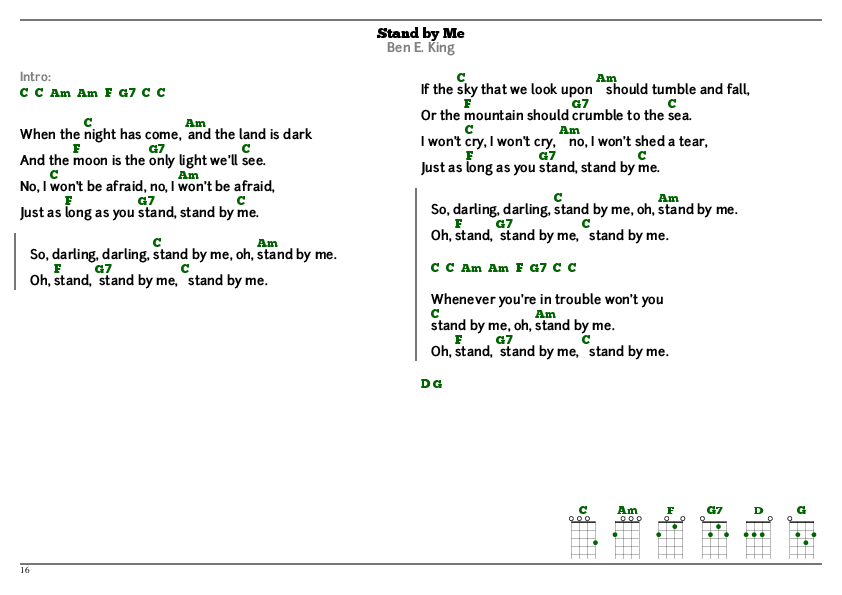 Stand by Me
Ben E. King
Intro:
C C Am Am F G7 C C
C Am
When the night has come, and the land is dark
F G7 C
And the moon is the only light we'll see.
C Am
No, I won't be afraid, no, I won't be afraid,
F G7 C
Just as long as you stand, stand by me.
C Am
So, darling, darling, stand by me, oh, stand by me.
F G7 C
Oh, stand, stand by me, stand by me.
C Am
If the sky that we look upon should tumble and fall,
F G7 C
Or the mountain should crumble to the sea.
C Am
I won't cry, I won't cry, no, I won't shed a tear,
F G7 C
Just as long as you stand, stand by me.
C Am
So, darling, darling, stand by me, oh, stand by me.
F G7 C
Oh, stand, stand by me, stand by me.
C C Am Am F G7 C C
Whenever you're in trouble won't you
C Am
stand by me, oh, stand by me.
F G7 C
Oh, stand, stand by me, stand by me.
D G
C Am F G7 D G
16